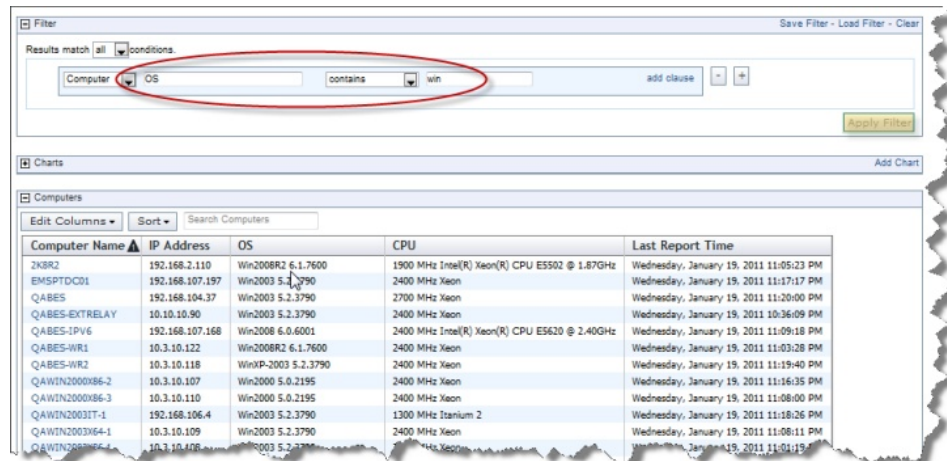 Filter Save Filter - Load Filter - Clear
Results match all conditions.
Computer OS contains win add clause - +
Apply Filter
Charts Add Chart
Computers
Edit Columns Sort Search Computers
Computer Name IP Address OS CPU Last Report Time
2K8R2 192.168.2.110 Win2008R2 6.1.7600 1900 MHz Intel(R) Xeon(R) CPU E5502 @ 1.87GHz Wednesday, January 19, 2011 11:05:23 PM
EMSPTDC01 192.168.107.197 Win2003 5.2.3790 2400 MHz Xeon Wednesday, January 19, 2011 11:17:17 PM
QABES 192.168.104.37 Win2003 5.2.3790 2700 MHz Xeon Wednesday, January 19, 2011 11:20:00 PM
QABES-EXTRELAY 10.10.10.90 Win2003 5.2.3790 2400 MHz Xeon Wednesday, January 19, 2011 10:36:09 PM
QABES-IPV6 192.168.107.168 Win2008 6.0.6001 2400 MHz Intel(R) Xeon(R) CPU E5620 @ 2.40GHz Wednesday, January 19, 2011 11:09:18 PM
QABES-WR1 10.3.10.122 Win2008R2 6.1.7600 2400 MHz Xeon Wednesday, January 19, 2011 11:03:28 PM
QABES-WR2 10.3.10.118 WinXP-2003 5.2.3790 2400 MHz Xeon Wednesday, January 19, 2011 11:19:40 PM
QAWIN2000X86-2 10.3.10.107 Win2000 5.0.2195 2400 MHz Xeon Wednesday, January 19, 2011 11:16:35 PM
QAWIN2000X86-3 10.3.10.110 Win2000 5.0.2195 2400 MHz Xeon Wednesday, January 19, 2011 11:08:00 PM
QAWIN2003IT-1 192.168.106.4 Win2003 5.2.3790 1300 MHz Itanium 2 Wednesday, January 19, 2011 11:18:26 PM
QAWIN2003X64-1 10.3.10.109 Win2003 5.2.3790 2400 MHz Xeon Wednesday, January 19, 2011 11:08:11 PM
19, 2011